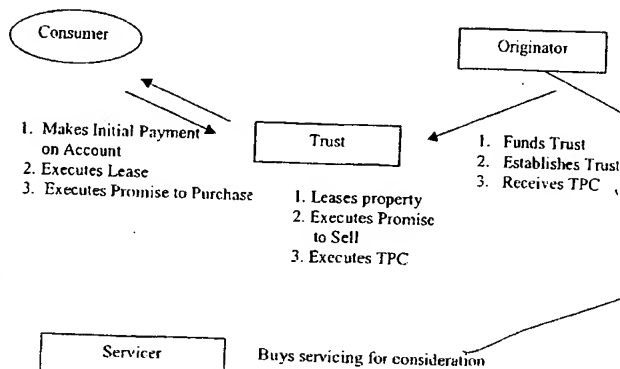 Consumer
Originator
1. Makes Initial Payment
on Account
2. Executes Lease
3. Executes Promise to Purchase
Trust
1. Leases property
2. Executes Promise
to Sell
3. Executes TPC
1. Funds Trust
2. Establishes Trust
3. Receives TPC
Servicer
Buys servicing for consideration